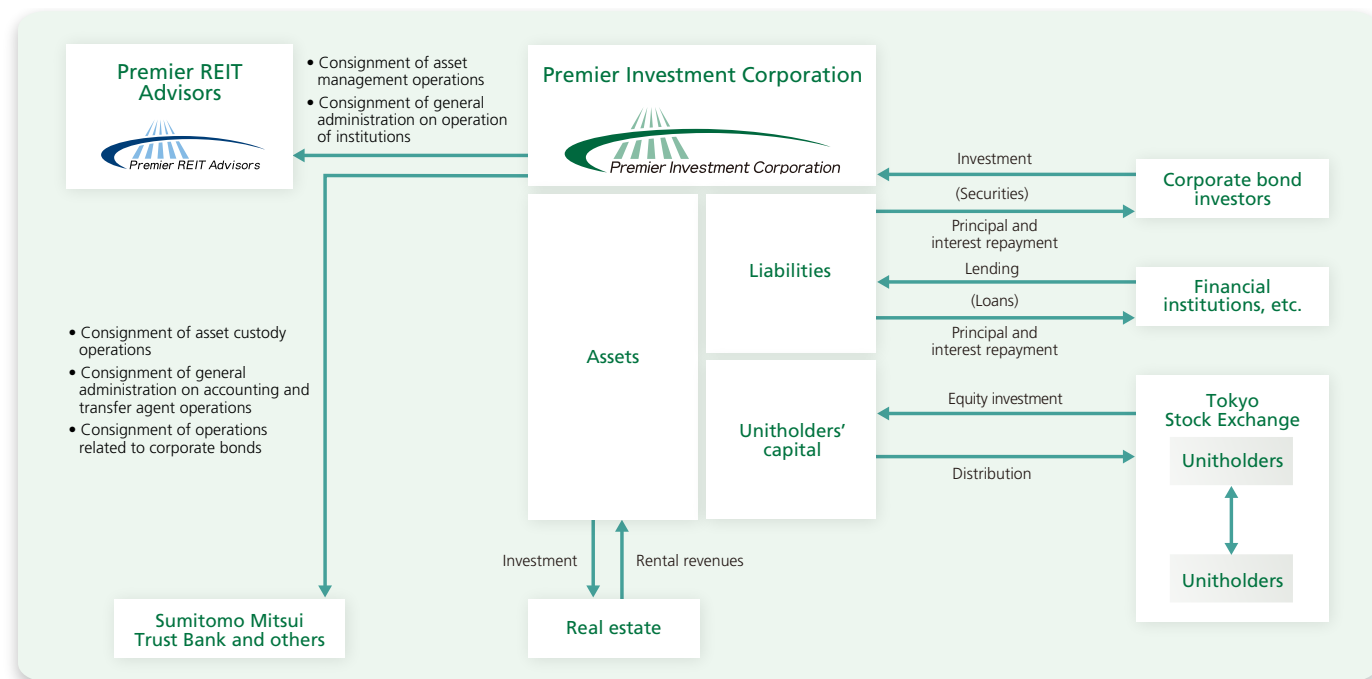 Premier REIT
Advisors
Premier REIT Advisors
• Consignment of asset
management operations
• Consignment of general
administration on operation
of institutions
Premier Investment Corporation
Premier Investment Corporation
Investment
(Securities)
Principal and
interest repayment
Corporate bond
investors
Liabilities
Lending
(Loans)
Principal and
interest repayment
Financial
institutions, etc.
• Consignment of asset custody
operations
• Consignment of general
administration on accounting and
transfer agent operations
• Consignment of operations
related to corporate bonds
Assets
Unitholders’
capital
Equity investment
Distribution
Tokyo
Stock Exchange
Unitholders
Unitholders
Investment
Rental revenues
Sumitomo Mitsui
Trust Bank and others
Real estate